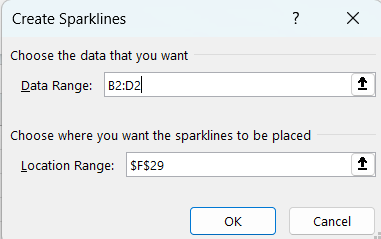 Create Sparklines ? ×
Choose the data that you want
Data Range: B2:D2
Choose where you want the sparklines to be placed
Location Range: $F$29
OK Cancel